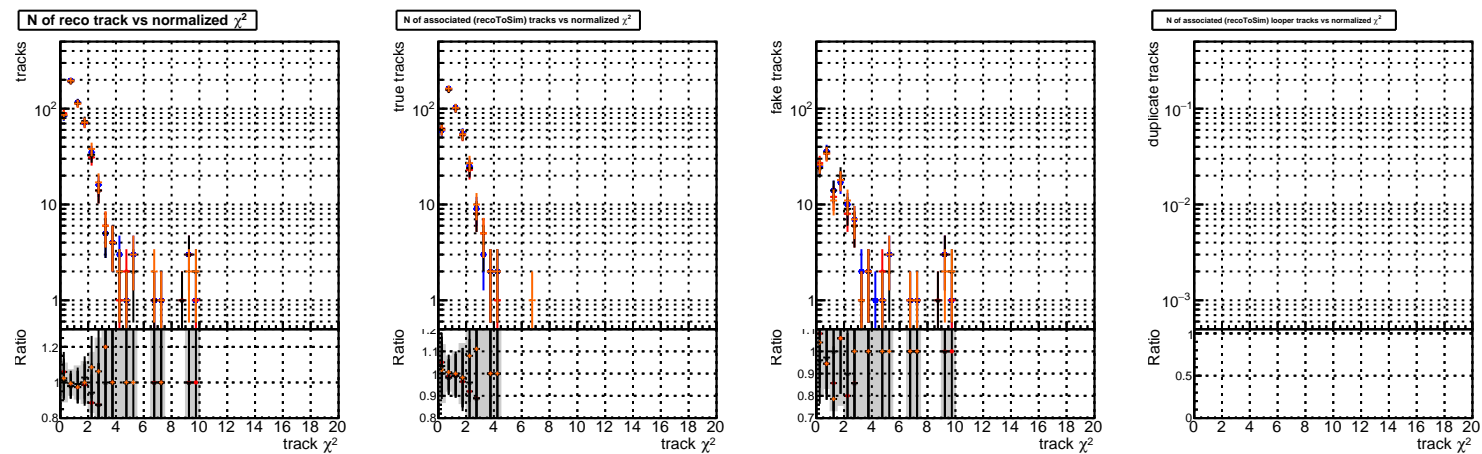 N of reco track vs normalized χ²
tracks
10²
10
1
Ratio
1.2
1
0.8
0 2 4 6 8 10 12 14 16 18 20
track χ²
N of associated (recoToSim) tracks vs normalized χ²
true tracks
10²
10
1
Ratio
1.2
1.1
1
0.9
0.8
0 2 4 6 8 10 12 14 16 18 20
track χ²
fake tracks
10²
10
1
Ratio
1.1
1
0.9
0.8
0.7
0 2 4 6 8 10 12 14 16 18 20
track χ²
N of associated (recoToSim) looper tracks vs normalized χ²
duplicate tracks
10⁻¹
10⁻²
10⁻³
Ratio
1
0.5
0
0 2 4 6 8 10 12 14 16 18 20
track χ²